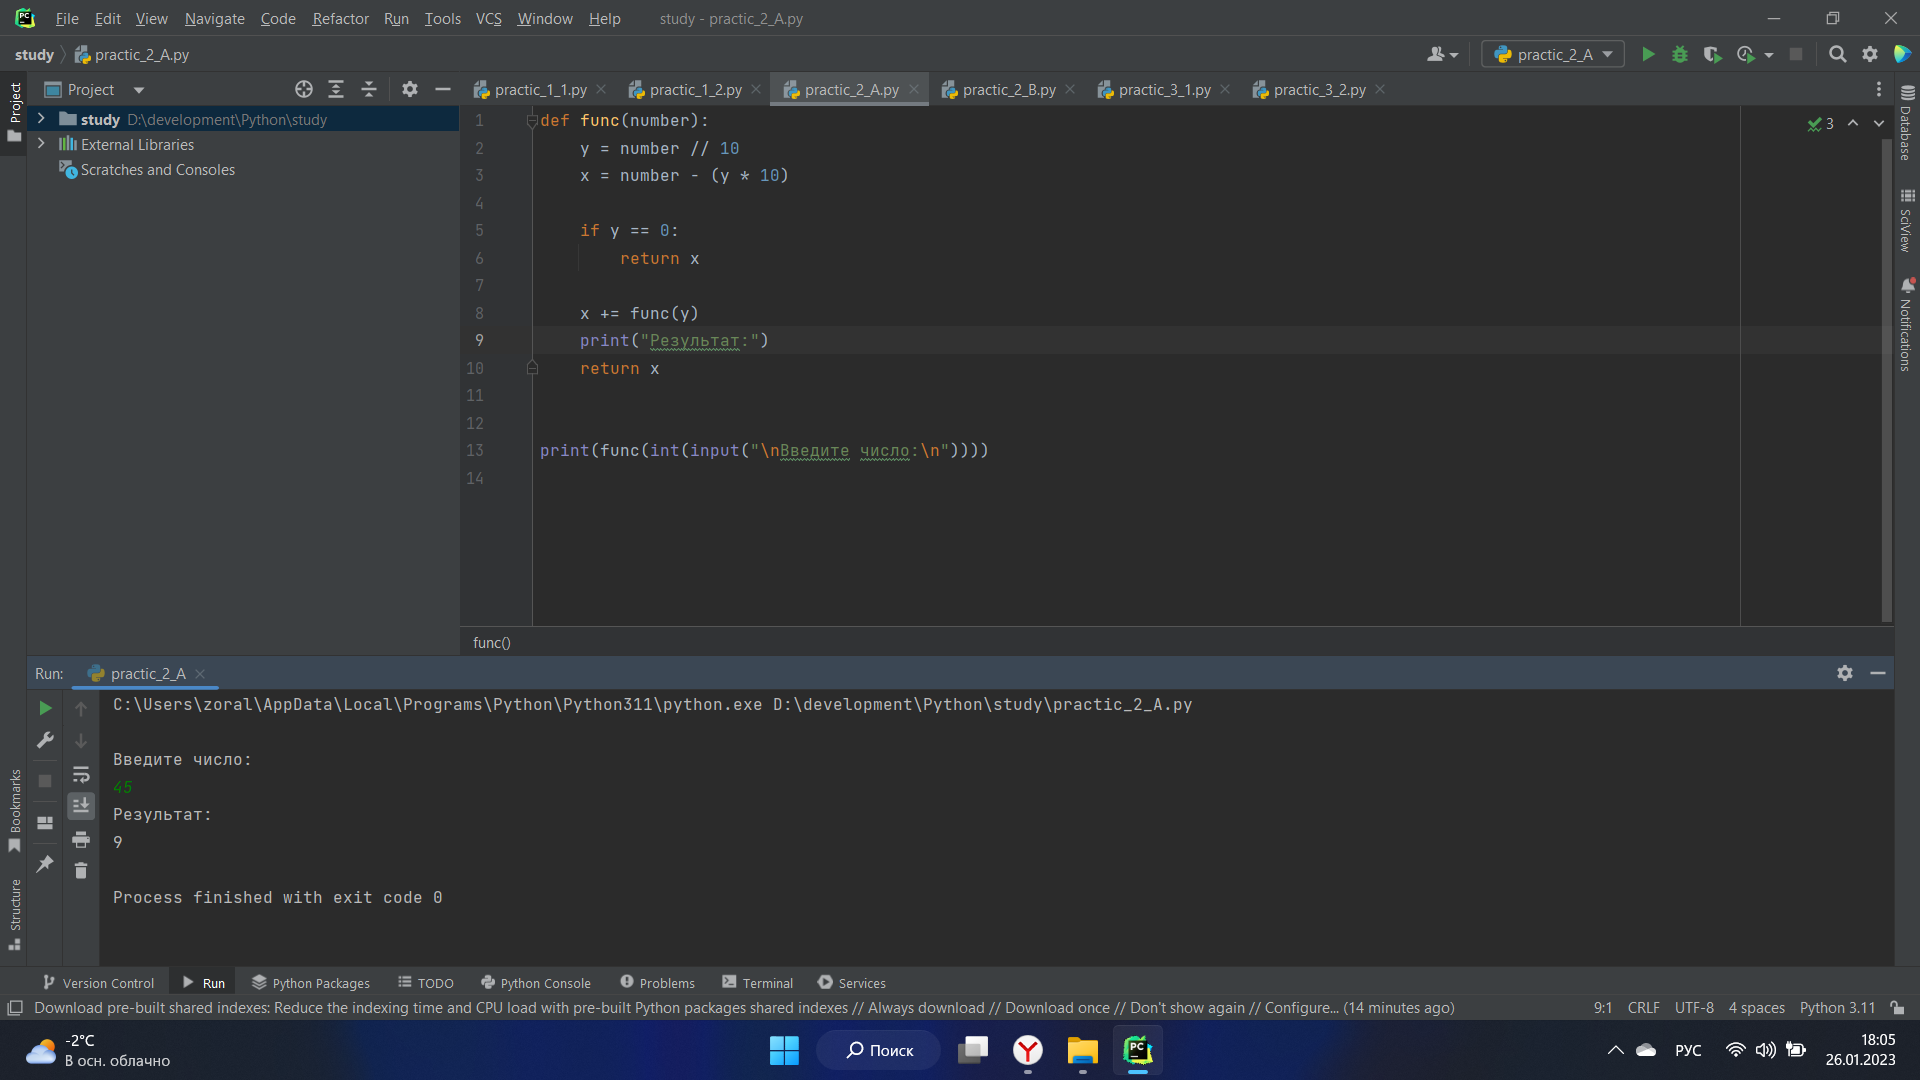 File Edit View Navigate Code Refactor Run Tools VCS Window Help study - practic_2_A.py
study practic_2_A.py practic_2_A
Project
practic_1_1.py practic_1_2.py practic_2_A.py practic_2_B.py practic_3_1.py practic_3_2.py
Project
study D:\development\Python\study
External Libraries
Scratches and Consoles
1 def func(number):
2 y = number // 10
3 x = number - (y * 10)
4
5 if y == 0:
6 return x
7
8 x += func(y)
9 print("Результат:")
10 return x
11
12
13 print(func(int(input("\nВведите число:\n"))))
14
3
Database
SciView
Notifications
func()
Run: practic_2_A
C:\Users\zoral\AppData\Local\Programs\Python\Python311\python.exe D:\development\Python\study\practic_2_A.py
Введите число:
45
Результат:
9
Process finished with exit code 0
Bookmarks
Structure
Version Control Run Python Packages TODO Python Console Problems Terminal Services
Download pre-built shared indexes: Reduce the indexing time and CPU load with pre-built Python packages shared indexes // Always download // Download once // Don't show again // Configure... (14 minutes ago) 9:1 CRLF UTF-8 4 spaces Python 3.11
-2°C
В осн. облачно
Поиск
РУС
18:05
26.01.2023